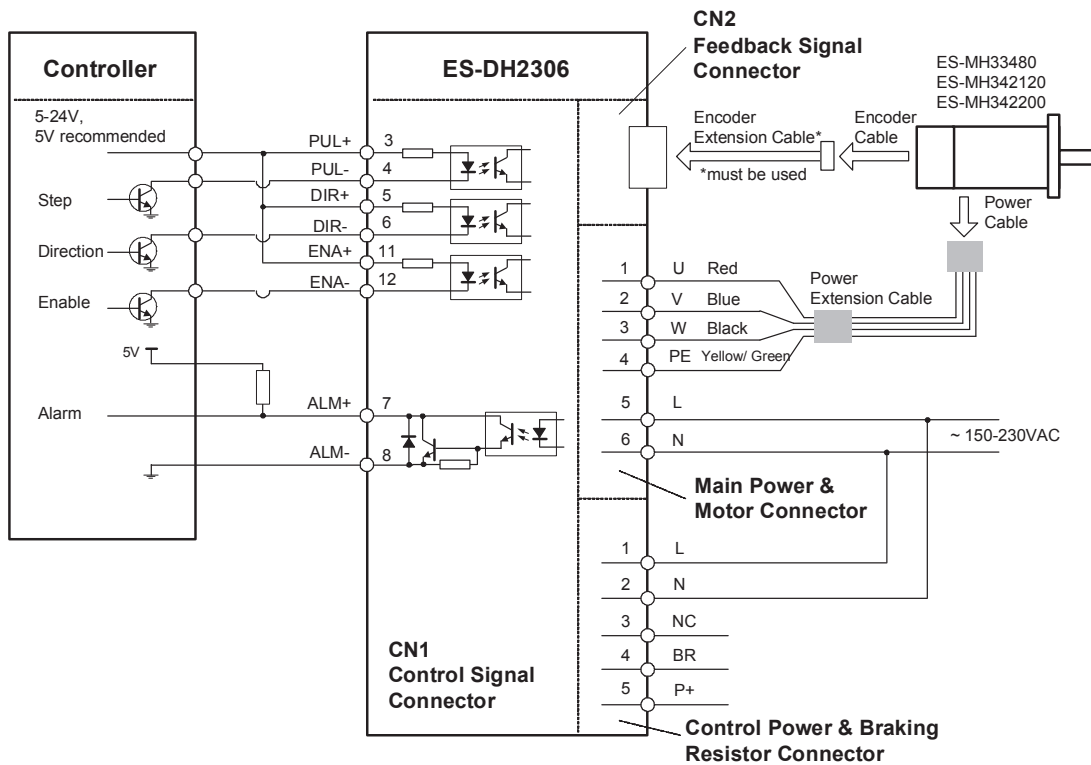 CN2
Feedback Signal
Connector
Controller
ES-DH2306
ES-MH33480
ES-MH342120
ES-MH342200
5-24V,
5V recommended
Encoder
Extension Cable*
*must be used
Encoder
Cable
PUL+ 3
PUL- 4
Step
DIR+ 5
DIR- 6
Direction
ENA+ 11
ENA- 12
Enable
Power
Cable
1 U Red
2 V Blue
3 W Black
4 PE Yellow/ Green
Power
Extension Cable
5V
Alarm
ALM+ 7
ALM- 8
5 L
6 N
~ 150-230VAC
Main Power &
Motor Connector
1 L
2 N
3 NC
4 BR
5 P+
CN1
Control Signal
Connector
Control Power & Braking
Resistor Connector